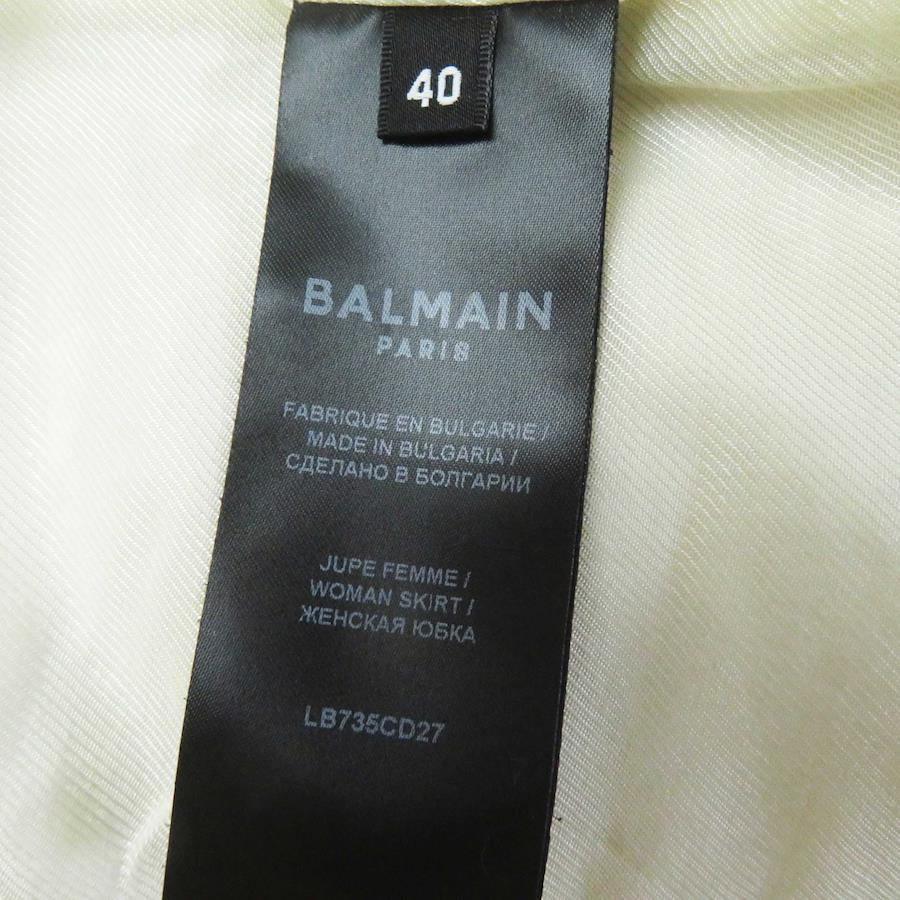 40
BALMAIN
PARIS
FABRIQUE EN BULGARIE /
MADE IN BULGARIA /
СДЕЛАНО В БОЛГАРИИ
JUPE FEMME /
WOMAN SKIRT /
ЖЕНСКАЯ ЮБКА
LB735CD27